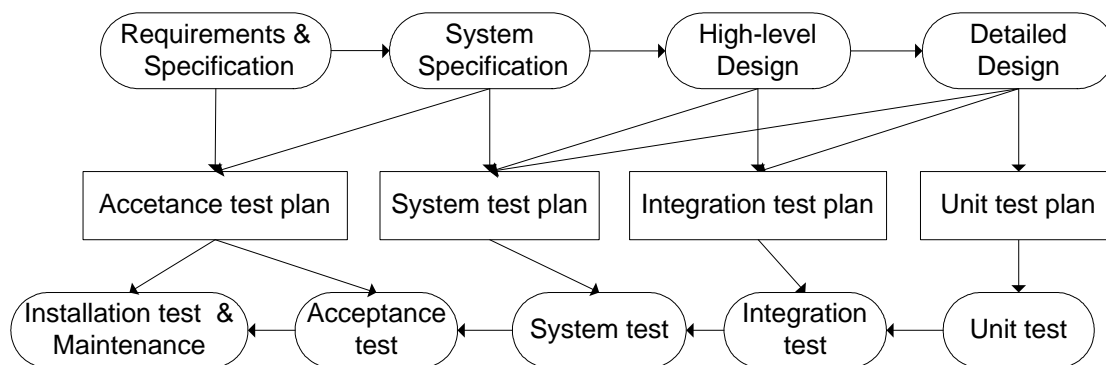 Requirements &
Specification
System
Specification
High-level
Design
Detailed
Design
Accetance test plan
System test plan
Integration test plan
Unit test plan
Installation test &
Maintenance
Acceptance
test
System test
Integration
test
Unit test